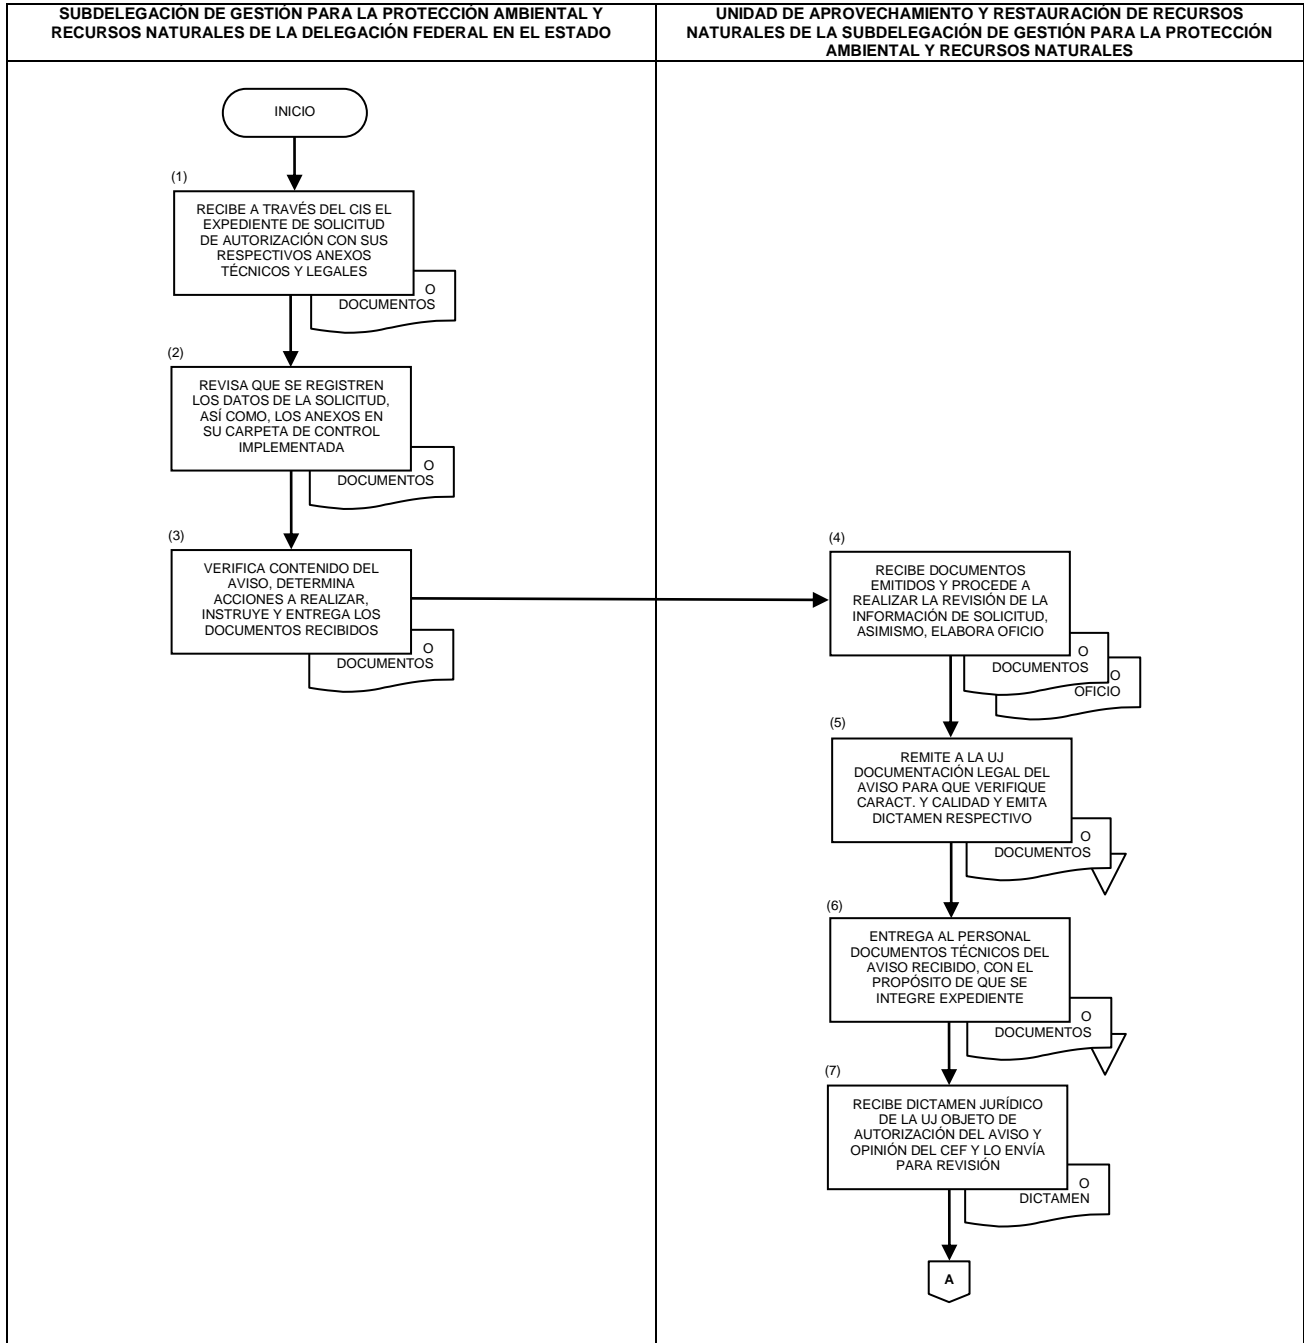 SUBDELEGACIÓN DE GESTIÓN PARA LA PROTECCIÓN AMBIENTAL Y
RECURSOS NATURALES DE LA DELEGACIÓN FEDERAL EN EL ESTADO
UNIDAD DE APROVECHAMIENTO Y RESTAURACIÓN DE RECURSOS
NATURALES DE LA SUBDELEGACIÓN DE GESTIÓN PARA LA PROTECCIÓN
AMBIENTAL Y RECURSOS NATURALES
INICIO
(1)
RECIBE A TRAVÉS DEL CIS EL
EXPEDIENTE DE SOLICITUD
DE AUTORIZACIÓN CON SUS
RESPECTIVOS ANEXOS
TÉCNICOS Y LEGALES
O
DOCUMENTOS
(2)
REVISA QUE SE REGISTREN
LOS DATOS DE LA SOLICITUD,
ASÍ COMO, LOS ANEXOS EN
SU CARPETA DE CONTROL
IMPLEMENTADA
O
DOCUMENTOS
(3)
VERIFICA CONTENIDO DEL
AVISO, DETERMINA
ACCIONES A REALIZAR,
INSTRUYE Y ENTREGA LOS
DOCUMENTOS RECIBIDOS
O
DOCUMENTOS
(4)
RECIBE DOCUMENTOS
EMITIDOS Y PROCEDE A
REALIZAR LA REVISIÓN DE LA
INFORMACIÓN DE SOLICITUD,
ASIMISMO, ELABORA OFICIO
O
DOCUMENTOS
O
OFICIO
(5)
REMITE A LA UJ
DOCUMENTACIÓN LEGAL DEL
AVISO PARA QUE VERIFIQUE
CARACT. Y CALIDAD Y EMITA
DICTAMEN RESPECTIVO
O
DOCUMENTOS
(6)
ENTREGA AL PERSONAL
DOCUMENTOS TÉCNICOS DEL
AVISO RECIBIDO, CON EL
PROPÓSITO DE QUE SE
INTEGRE EXPEDIENTE
O
DOCUMENTOS
(7)
RECIBE DICTAMEN JURÍDICO
DE LA UJ OBJETO DE
AUTORIZACIÓN DEL AVISO Y
OPINIÓN DEL CEF Y LO ENVÍA
PARA REVISIÓN
O
DICTAMEN
A